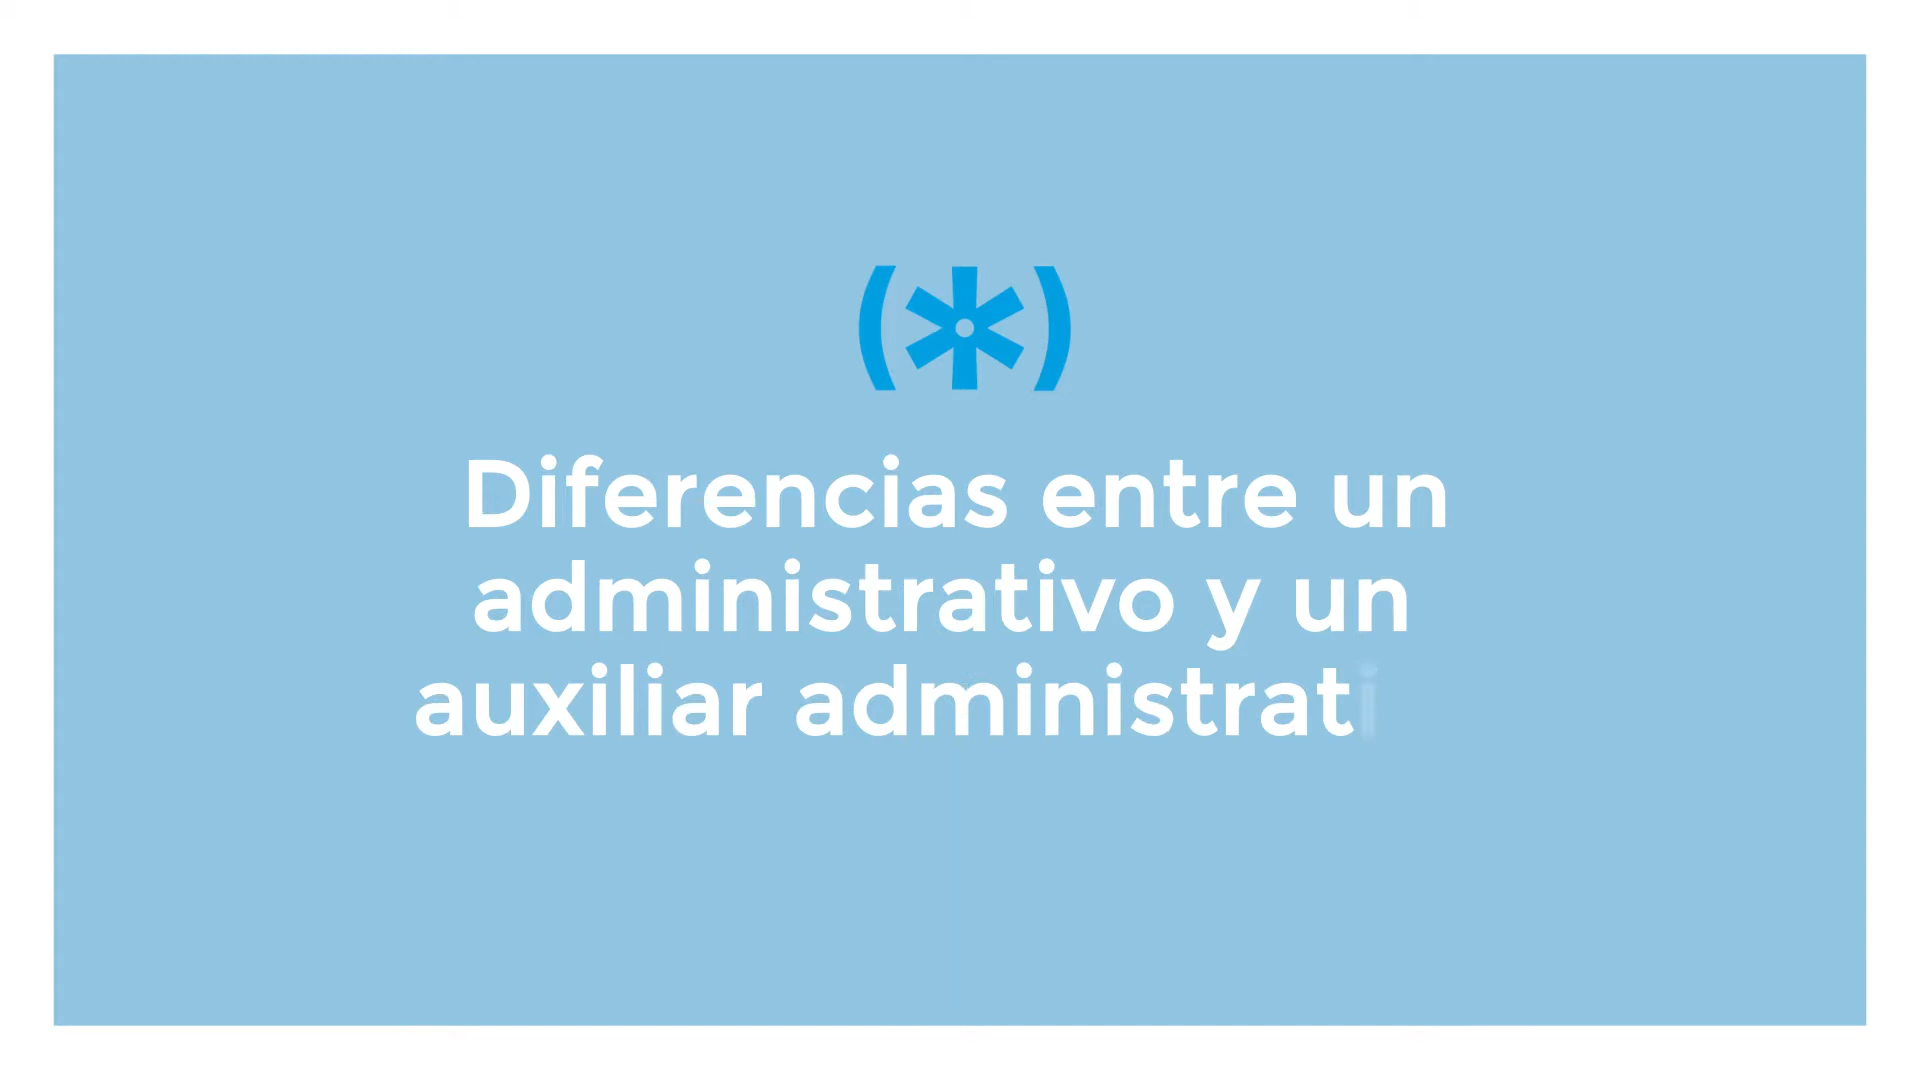 (*)
Diferencias entre un
administrativo y un
auxiliar administrati